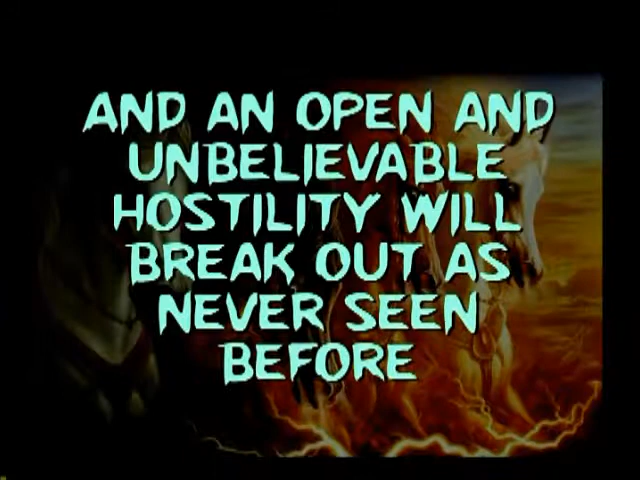 AND AN OPEN AND
UNBELIEVABLE
HOSTILITY WILL
BREAK OUT AS
NEVER SEEN
BEFORE